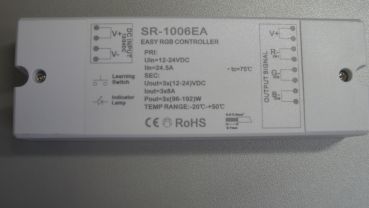 SR-1006EA
EASY RGB CONTROLLER
PRI:
Uin=12-24VDC
Iin=24.5A
SEC:
Uout=3x(12-24)VDC
Iout=3x8A
Pout=3x(96-192)W
TEMP RANGE:-20℃-+50℃
CE RoHS
tc=75℃
DC INPUT
V+
V-
Learning
Switch
Indicator
Lamp
OUTPUT SIGNAL
V+
R-
G-
B-